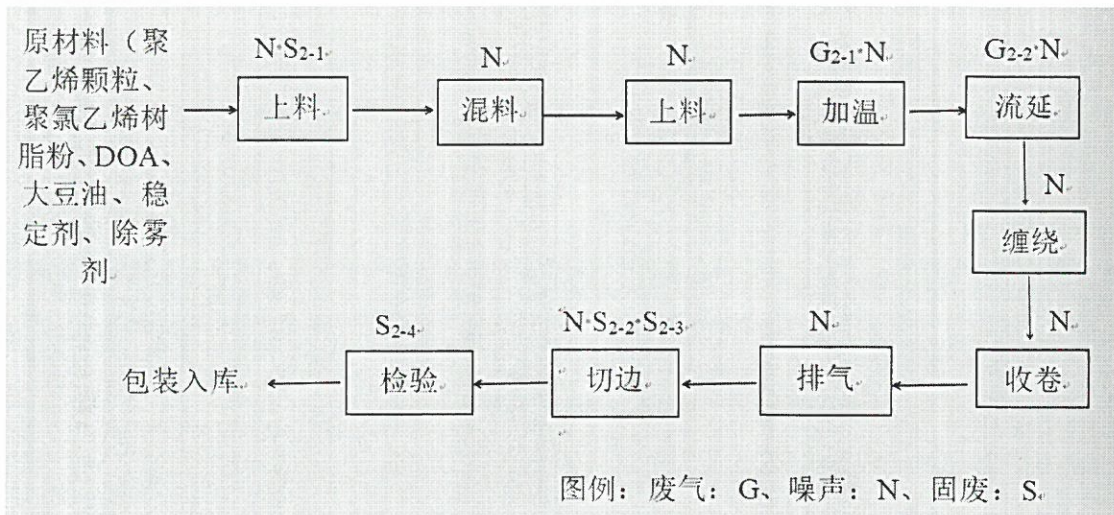 原材料（聚
乙烯颗粒、
聚氯乙烯树
脂粉、DOA、
大豆油、稳
定剂、除雾
剂
N·S2-1
N
N
G2-1·N
G2-2·N
上料
混料
上料
加温
流延
N
缠绕
N
S2-4
N·S2-2·S2-3
N
包装入库
检验
切边
排气
收卷
图例：废气：G、噪声：N、固废：S